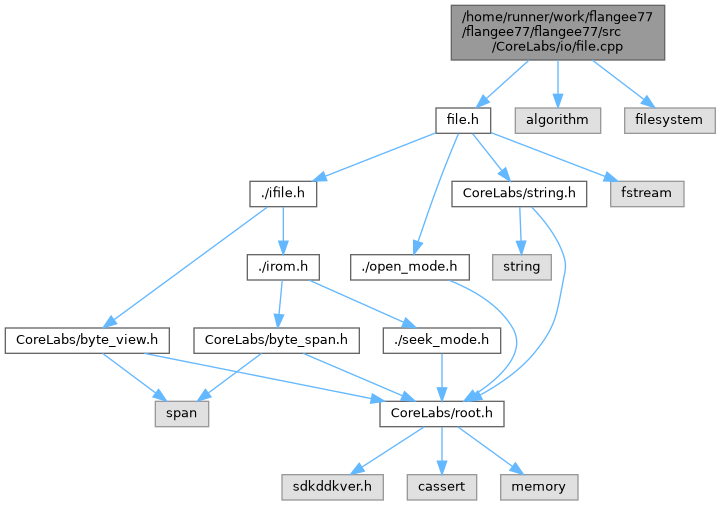 /home/runner/work/flangee77
/flangee77/flangee77/src
/CoreLabs/io/file.cpp
file.h
algorithm
filesystem
./ifile.h
CoreLabs/string.h
fstream
./irom.h
./open_mode.h
string
CoreLabs/byte_view.h
CoreLabs/byte_span.h
./seek_mode.h
span
CoreLabs/root.h
sdkddkver.h
cassert
memory